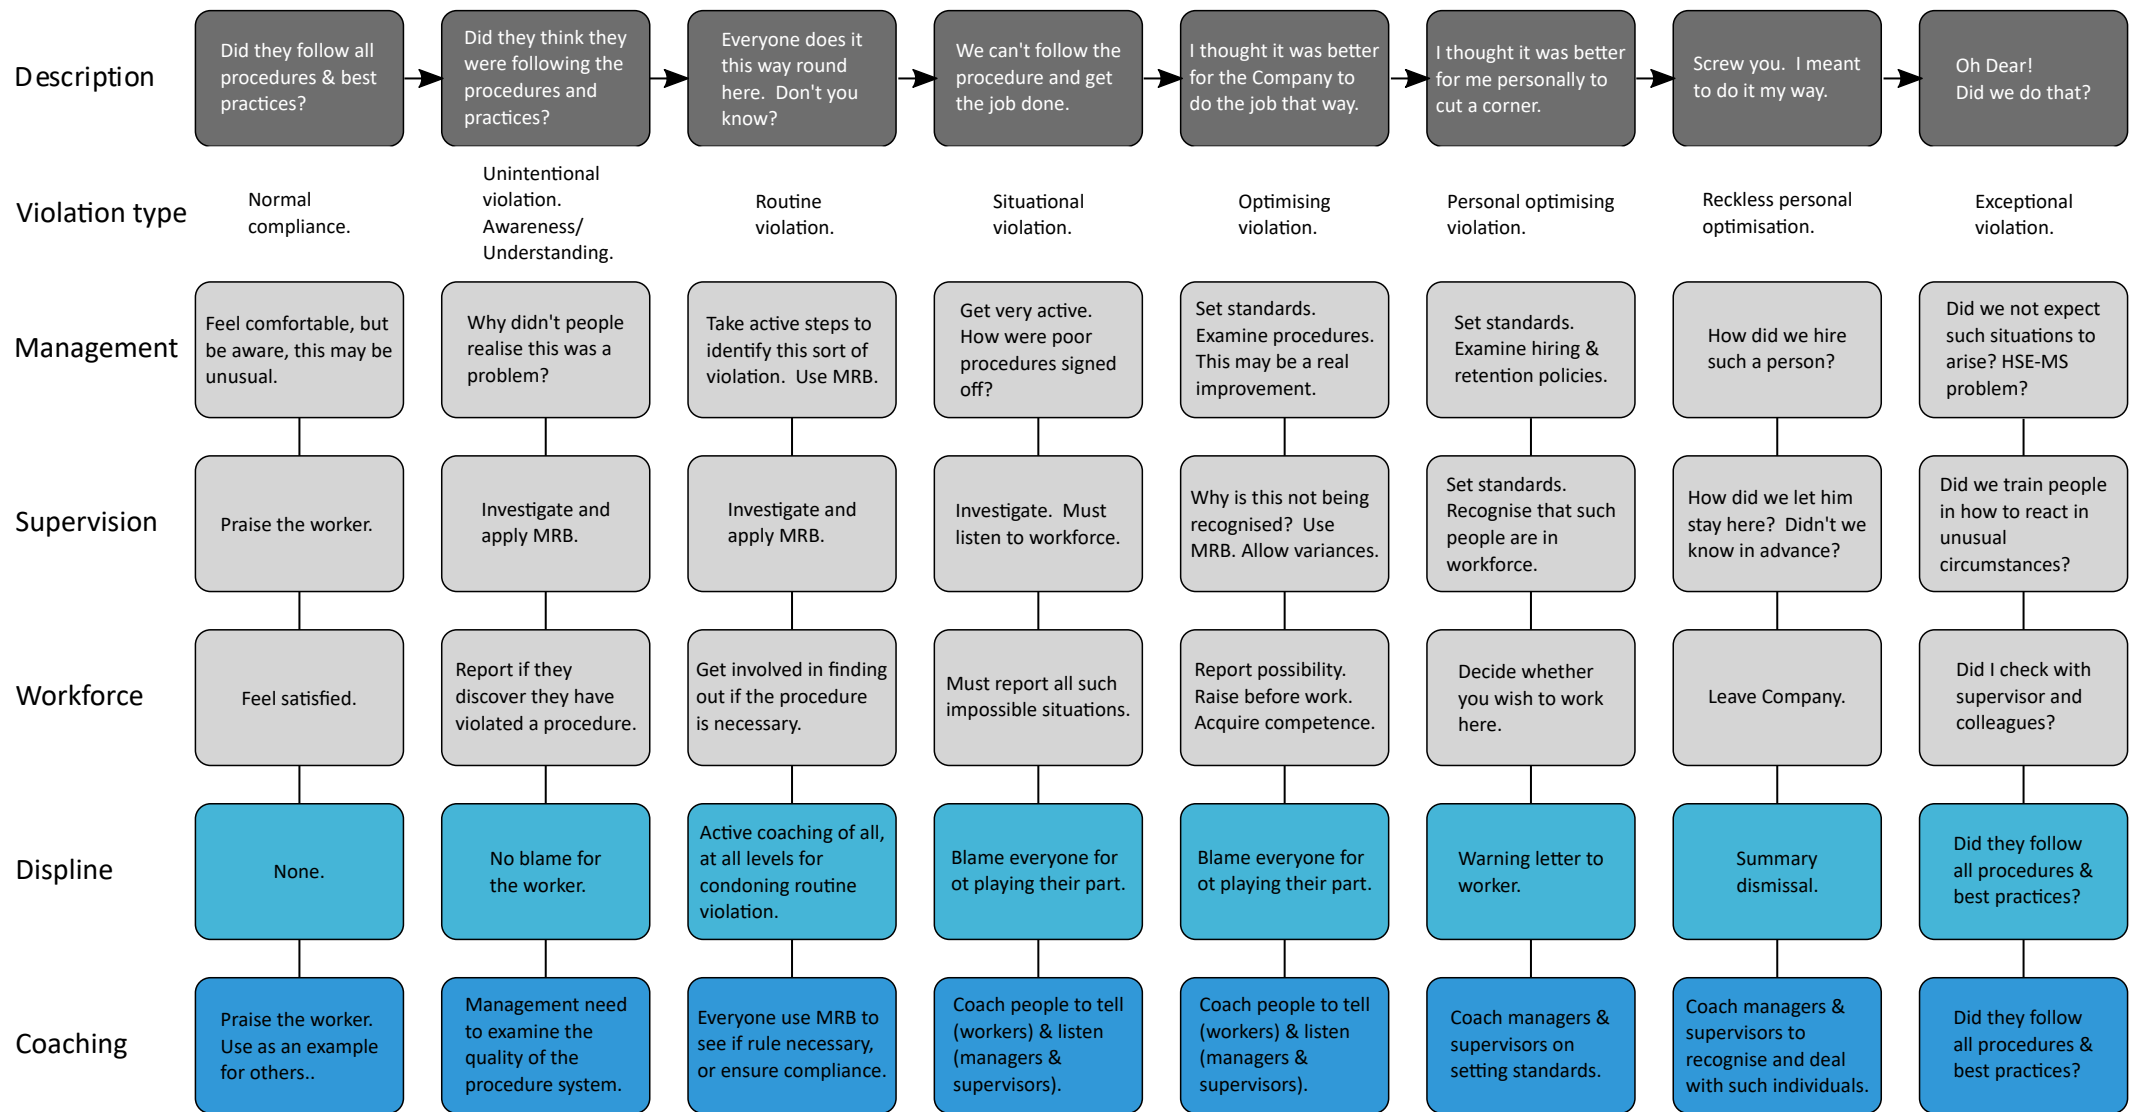 Description
Did they follow all
procedures & best
practices?
Did they think they
were following the
procedures and
practices?
Everyone does it
this way round
here.  Don't you
know?
We can't follow the
procedure and get
the job done.
I thought it was better
for the Company to
do the job that way.
I thought it was better
for me personally to
cut a corner.
Screw you.  I meant
to do it my way.
Oh Dear!
Did we do that?
Violation type
Normal
compliance.
Unintentional
violation.
Awareness/
Understanding.
Routine
violation.
Situational
violation.
Optimising
violation.
Personal optimising
violation.
Reckless personal
optimisation.
Exceptional
violation.
Management
Feel comfortable, but
be aware, this may be
unusual.
Why didn't people
realise this was a
problem?
Take active steps to
identify this sort of
violation.  Use MRB.
Get very active.
How were poor
procedures signed
off?
Set standards.
Examine procedures.
This may be a real
improvement.
Set standards.
Examine hiring &
retention policies.
How did we hire
such a person?
Did we not expect
such situations to
arise? HSE-MS
problem?
Supervision
Praise the worker.
Investigate and
apply MRB.
Investigate and
apply MRB.
Investigate.  Must
listen to workforce.
Why is this not being
recognised?  Use
MRB. Allow variances.
Set standards.
Recognise that such
people are in
workforce.
How did we let him
stay here?  Didn't we
know in advance?
Did we train people
in how to react in
unusual
circumstances?
Workforce
Feel satisfied.
Report if they
discover they have
violated a procedure.
Get involved in finding
out if the procedure
is necessary.
Must report all such
impossible situations.
Report possibility.
Raise before work.
Acquire competence.
Decide whether
you wish to work
here.
Leave Company.
Did I check with
supervisor and
colleagues?
Displine
None.
No blame for
the worker.
Active coaching of all,
at all levels for
condoning routine
violation.
Blame everyone for
ot playing their part.
Blame everyone for
ot playing their part.
Warning letter to
worker.
Summary
dismissal.
Did they follow
all procedures &
best practices?
Coaching
Praise the worker.
Use as an example
for others..
Management need
to examine the
quality of the
procedure system.
Everyone use MRB to
see if rule necessary,
or ensure compliance.
Coach people to tell
(workers) & listen
(managers &
supervisors).
Coach people to tell
(workers) & listen
(managers &
supervisors).
Coach managers &
supervisors on
setting standards.
Coach managers &
supervisors to
recognise and deal
with such individuals.
Did they follow
all procedures &
best practices?